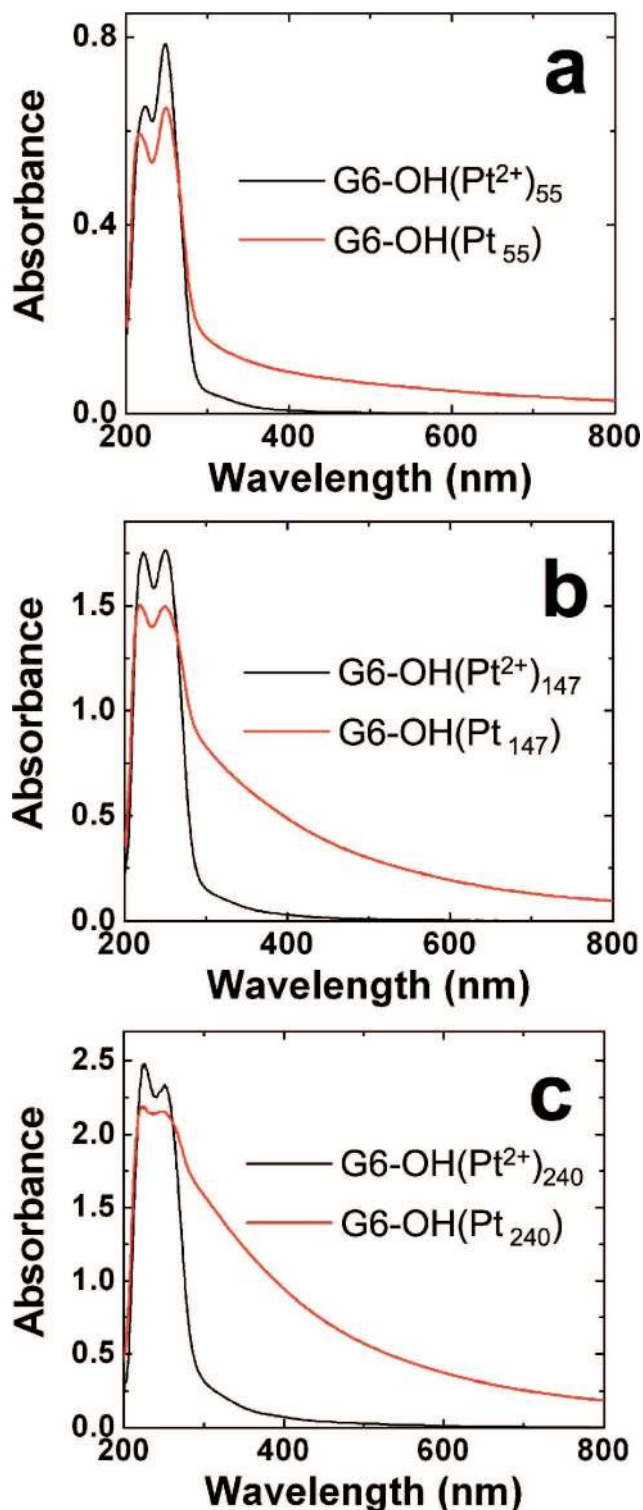 a
0.8
0.4
0.0
Absorbance
G6-OH(Pt²⁺)₅₅
G6-OH(Pt ₅₅)
200 400 600 800
Wavelength (nm)
b
1.5
1.0
0.5
0.0
Absorbance
G6-OH(Pt²⁺)₁₄₇
G6-OH(Pt ₁₄₇)
200 400 600 800
Wavelength (nm)
c
2.5
2.0
1.5
1.0
0.5
0.0
Absorbance
G6-OH(Pt²⁺)₂₄₀
G6-OH(Pt ₂₄₀)
200 400 600 800
Wavelength (nm)